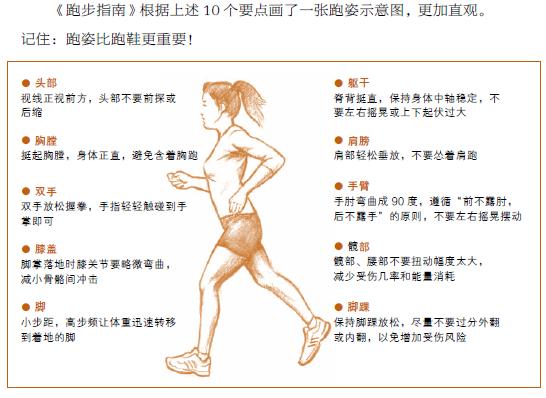 《跑步指南》根据上述 10 个要点画了一张跑姿示意图，更加直观。
记住：跑姿比跑鞋更重要！
● 头部
视线正视前方，头部不要前探或
后缩
● 胸膛
挺起胸膛，身体正直，避免含着胸跑
● 双手
双手放松握拳，手指轻轻触碰到手
掌即可
● 膝盖
脚掌落地时膝关节要略微弯曲，
减小骨骼间冲击
● 脚
小步距，高步频让体重迅速转移
到着地的脚
● 躯干
脊背挺直，保持身体中轴稳定，不
要左右摇晃或上下起伏过大
● 肩膀
肩部轻松垂放，不要怂着肩跑
● 手臂
手肘弯曲成 90 度，遵循“前不露肘，
后不露手”的原则，不要左右摇晃摆动
● 髋部
髋部、腰部不要扭动幅度太大，
减少受伤几率和能量消耗
● 脚踝
保持脚踝放松，尽量不要过分外翻
或内翻，以免增加受伤风险